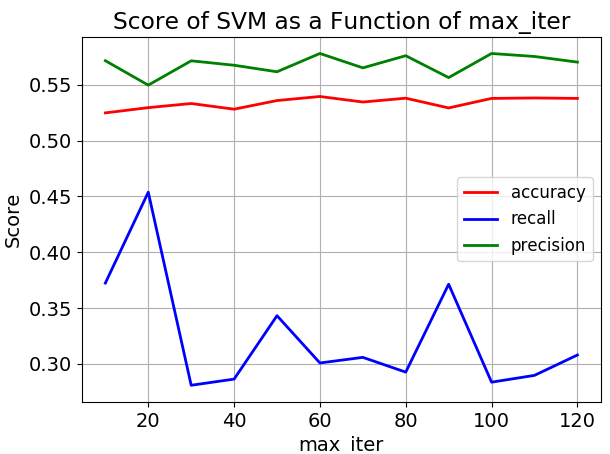 Score of SVM as a Function of max_iter
0.55
0.50
0.45
0.40
0.35
0.30
Score
accuracy
recall
precision
20 40 60 80 100 120
max_iter